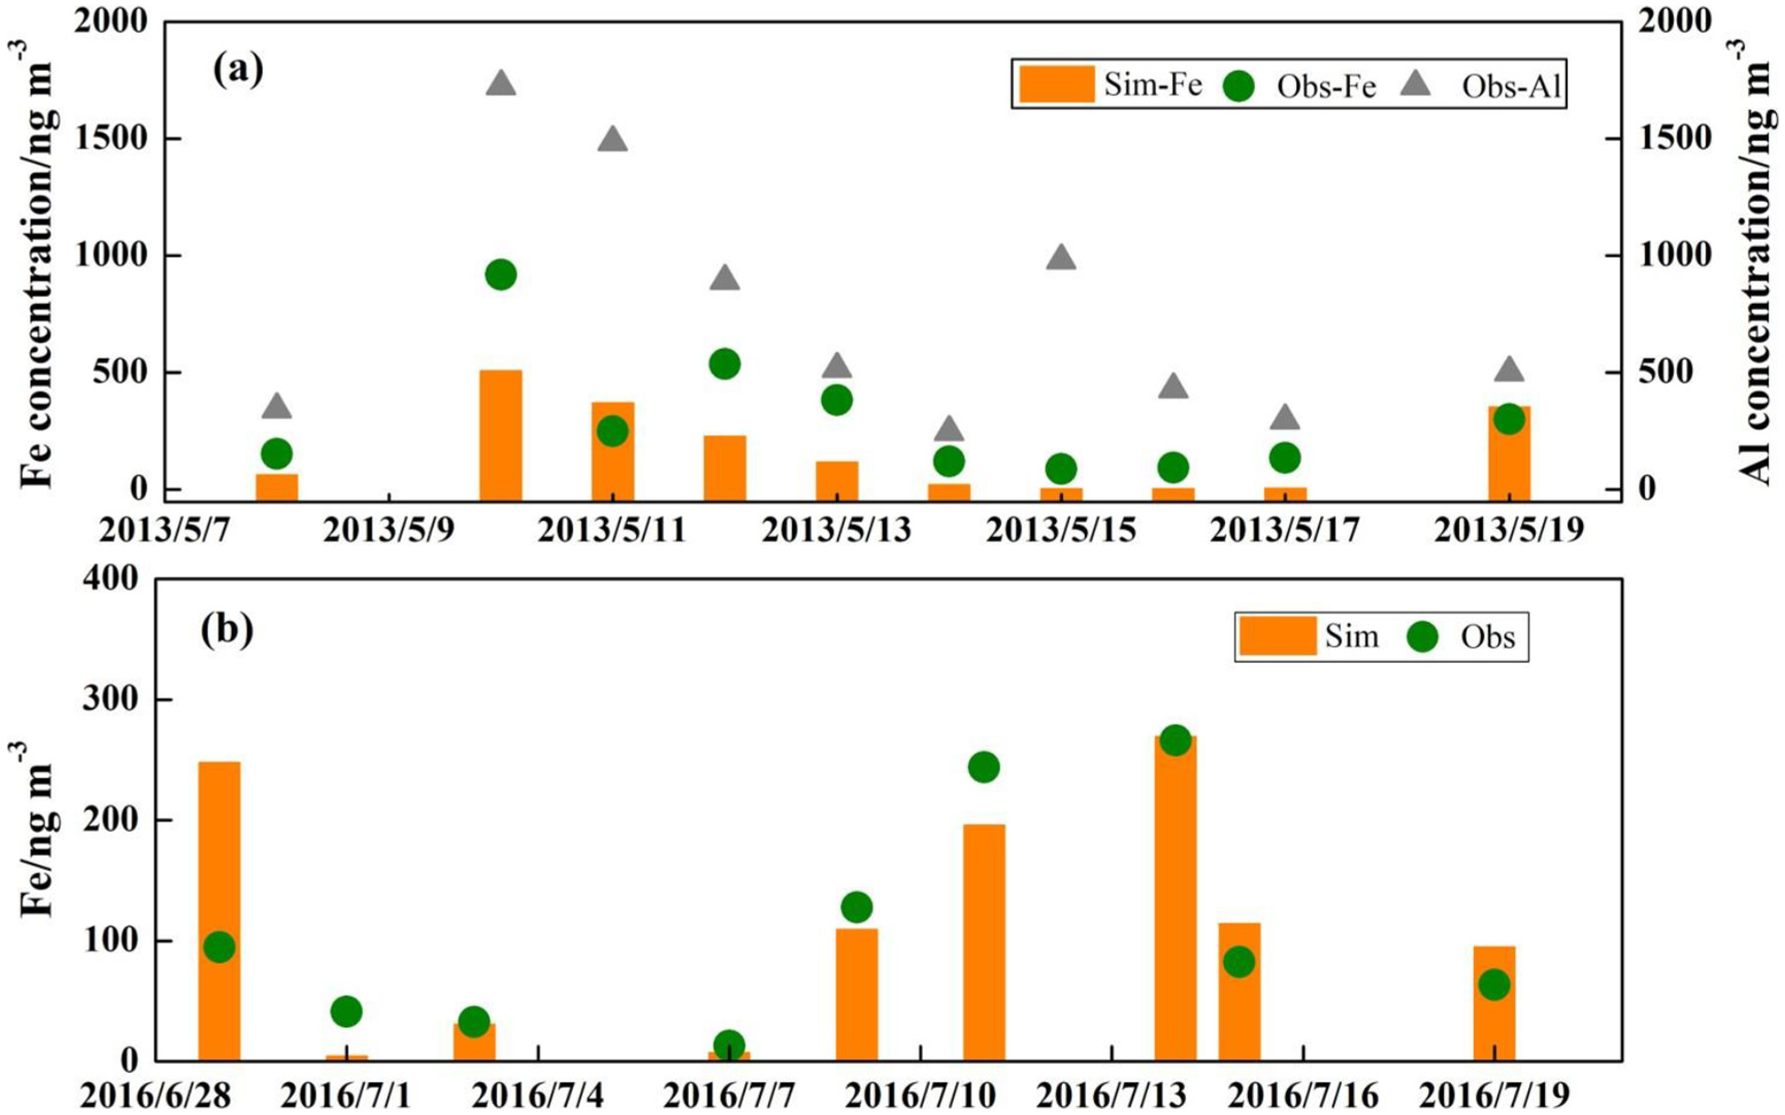 (a)
Sim-Fe Obs-Fe Obs-Al
Fe concentration/ng m-3
2000
1500
1000
500
0
Al concentration/ng m-3
2000
1500
1000
500
0
2013/5/7 2013/5/9 2013/5/11 2013/5/13 2013/5/15 2013/5/17 2013/5/19
(b)
Sim Obs
Fe/ng m-3
400
300
200
100
0
2016/6/28 2016/7/1 2016/7/4 2016/7/7 2016/7/10 2016/7/13 2016/7/16 2016/7/19